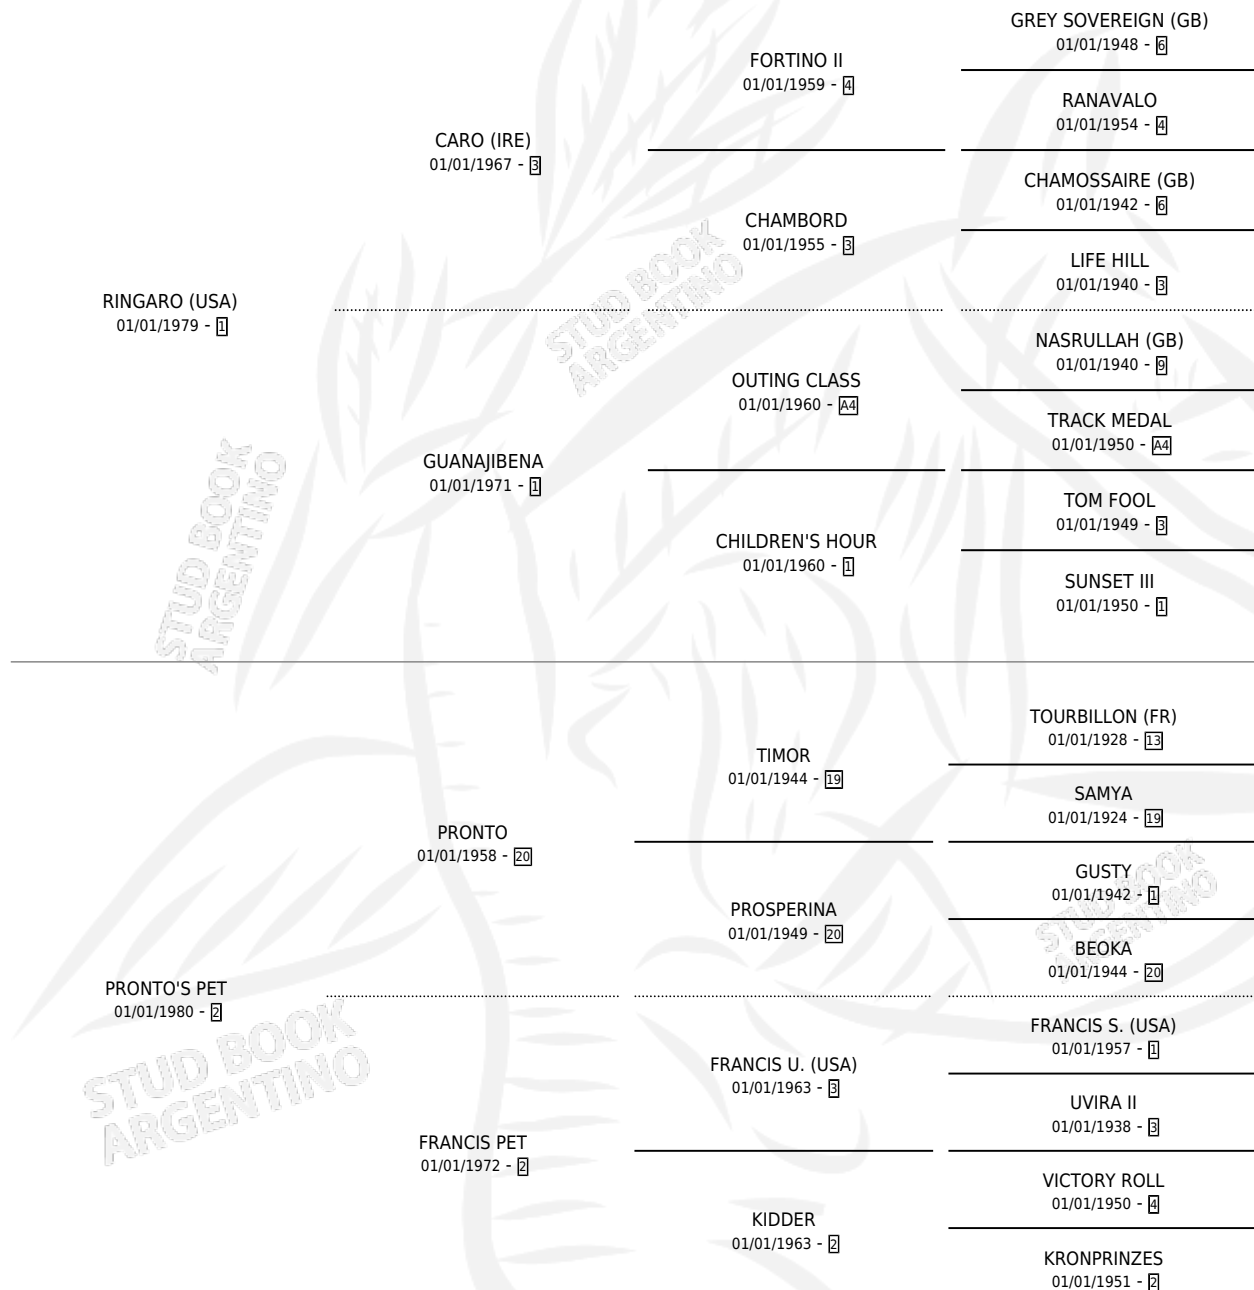 GREY SOVEREIGN (GB)
01/01/1948 - 6
FORTINO II
01/01/1959 - 4
RANAVALO
01/01/1954 - 4
CARO (IRE)
01/01/1967 - 3
CHAMOSSAIRE (GB)
01/01/1942 - 6
CHAMBORD
01/01/1955 - 3
LIFE HILL
01/01/1940 - 3
RINGARO (USA)
01/01/1979 - 1
NASRULLAH (GB)
01/01/1940 - 9
OUTING CLASS
01/01/1960 - A4
TRACK MEDAL
01/01/1950 - A4
GUANAJIBENA
01/01/1971 - 1
TOM FOOL
01/01/1949 - 3
CHILDREN'S HOUR
01/01/1960 - 1
SUNSET III
01/01/1950 - 1
STUD BOOK
ARGENTINO
STUD BOOK
ARGENTINO
TOURBILLON (FR)
01/01/1928 - 13
TIMOR
01/01/1944 - 19
SAMYA
01/01/1924 - 19
PRONTO
01/01/1958 - 20
GUSTY
01/01/1942 - 1
PROSPERINA
01/01/1949 - 20
BEOKA
01/01/1944 - 20
PRONTO'S PET
01/01/1980 - 2
FRANCIS S. (USA)
01/01/1957 - 1
FRANCIS U. (USA)
01/01/1963 - 3
UVIRA II
01/01/1938 - 3
FRANCIS PET
01/01/1972 - 2
VICTORY ROLL
01/01/1950 - 4
KIDDER
01/01/1963 - 2
KRONPRINZES
01/01/1951 - 2
STUD BOOK
ARGENTINO
STUD BOOK
ARGENTINO